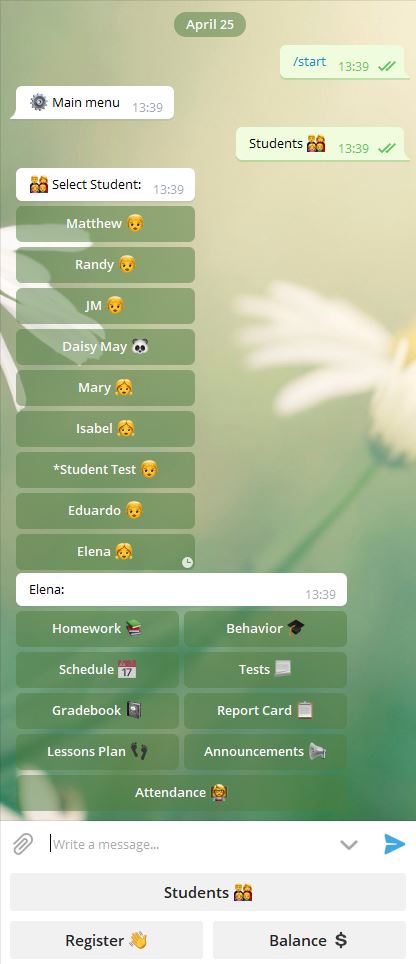 April 25
/start 13:39
Main menu 13:39
Students 13:39
Select Student: 13:39
Matthew
Randy
JM
Daisy May
Mary
Isabel
*Student Test
Eduardo
Elena
Elena: 13:39
Homework Behavior
Schedule Tests
Gradebook Report Card
Lessons Plan Announcements
Attendance
Write a message...
Students
Register Balance $